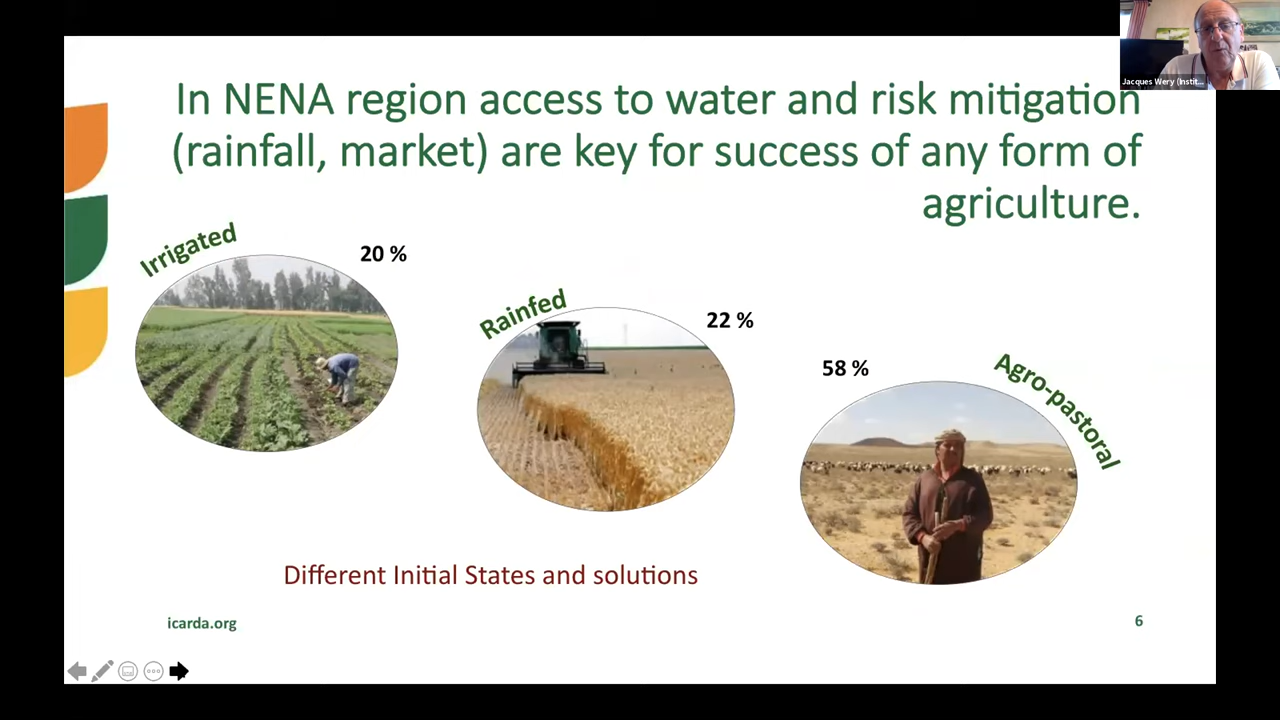 Jacques Wery (Instit...
In NENA region access to water and risk mitigation
(rainfall, market) are key for success of any form of
agriculture.
Irrigated
20 %
Rainfed
22 %
58 %
Agro-pastoral
Different Initial States and solutions
icarda.org
6